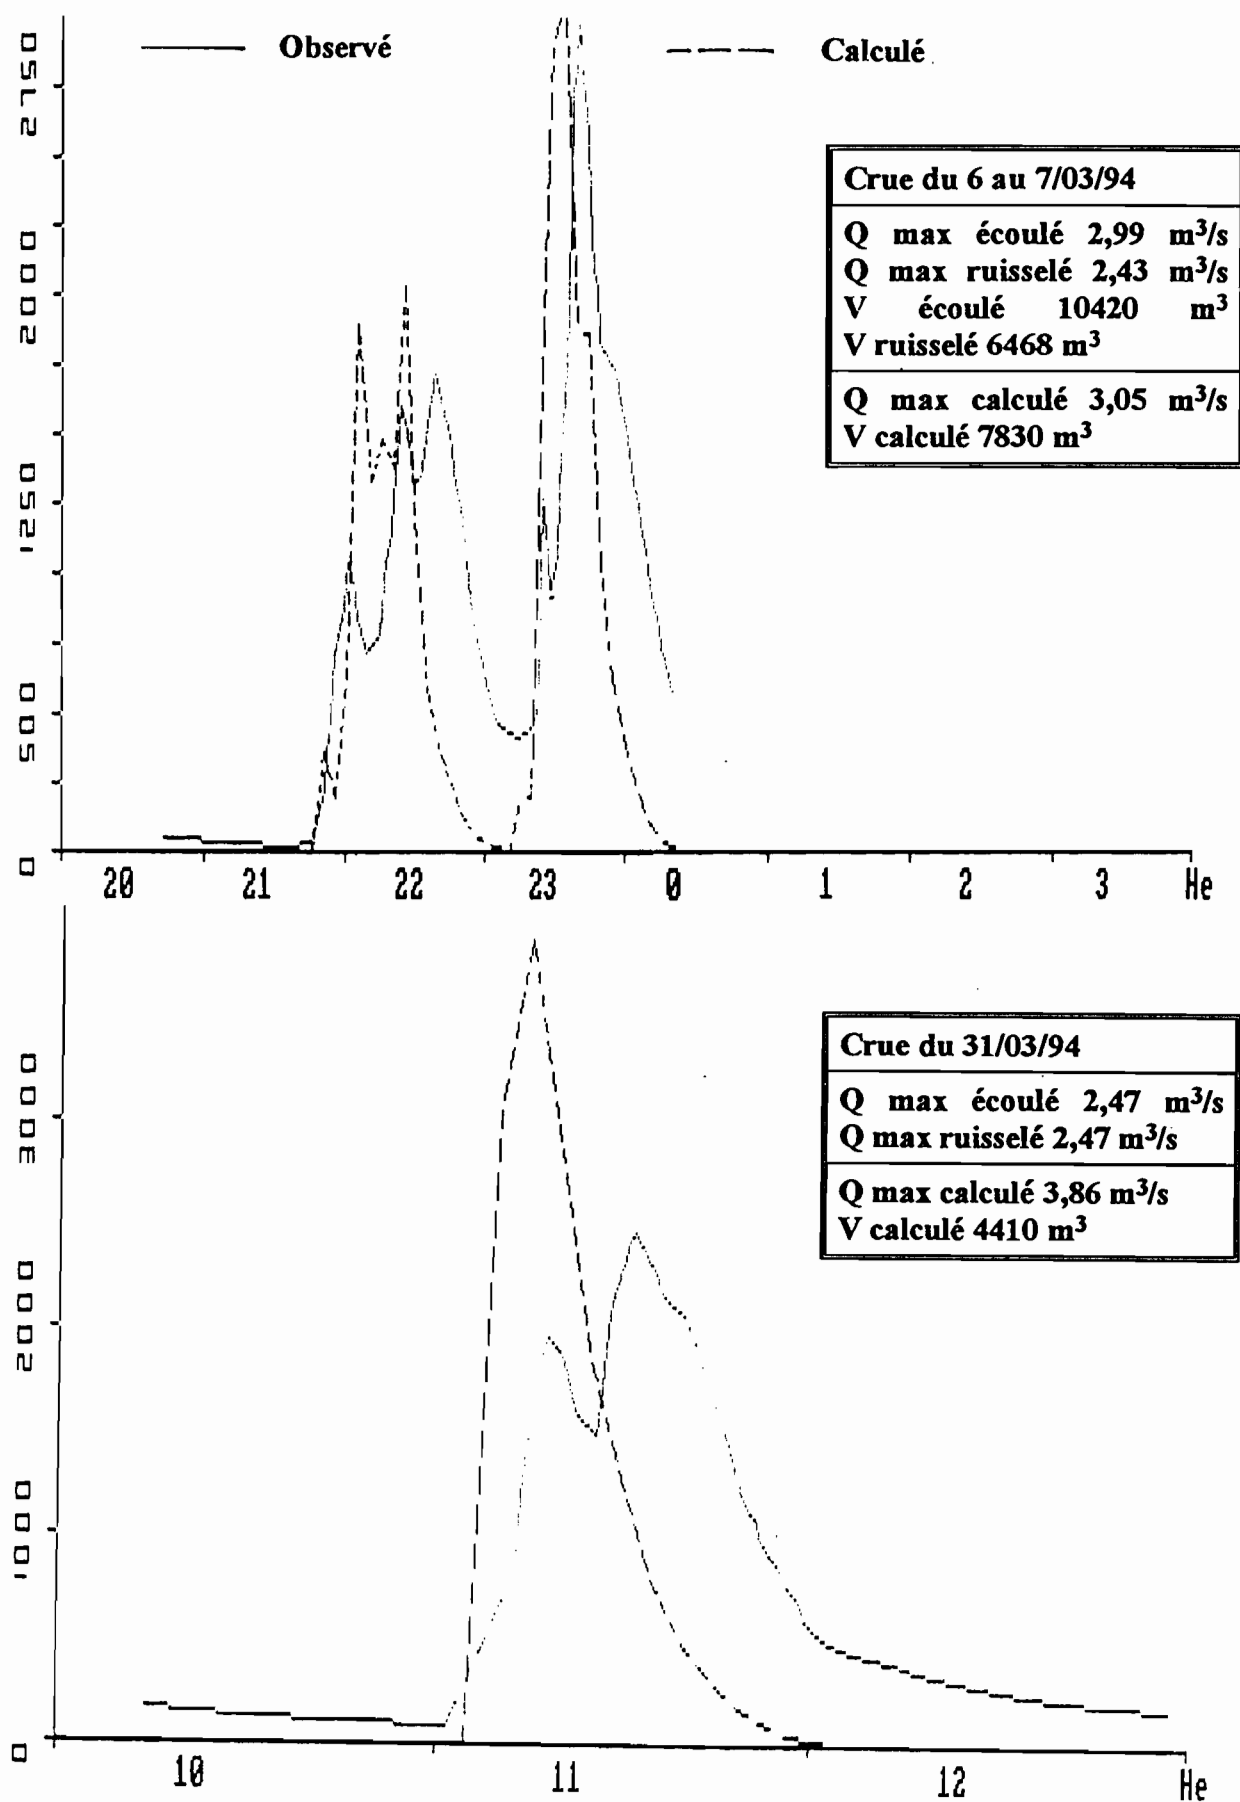 Observé
Calculé
2750
2000
1250
500
0
Crue du 6 au 7/03/94
Q max écoulé 2,99 m³/s
Q max ruisselé 2,43 m³/s
V écoulé 10420 m³
V ruisselé 6468 m³
Q max calculé 3,05 m³/s
V calculé 7830 m³
20 21 22 23 0 1 2 3 He
3000
2000
1000
0
Crue du 31/03/94
Q max écoulé 2,47 m³/s
Q max ruisselé 2,47 m³/s
Q max calculé 3,86 m³/s
V calculé 4410 m³
10 11 12 He